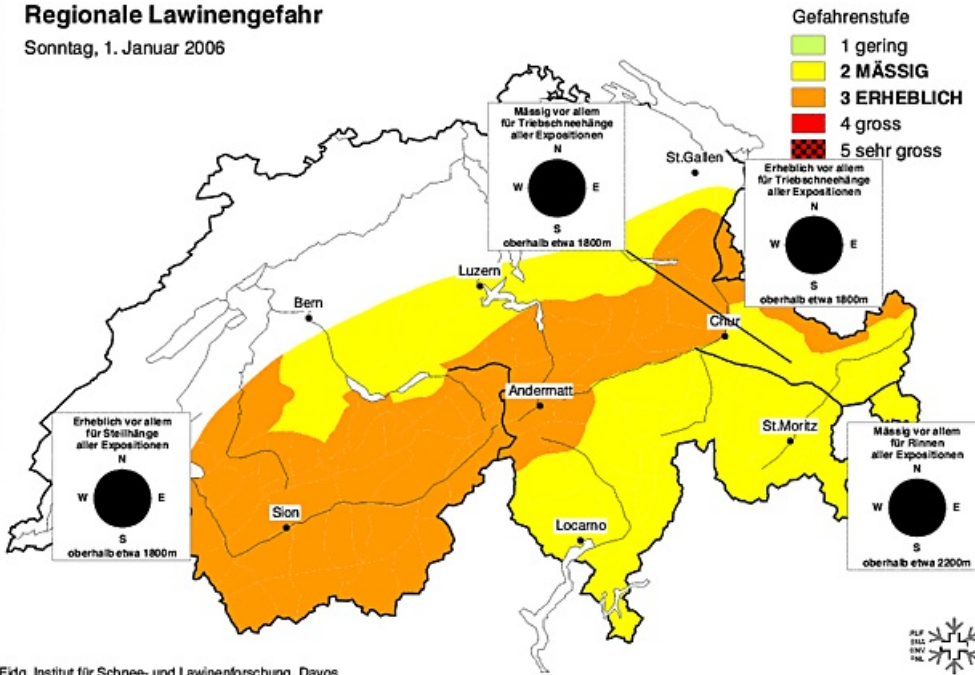 Regionale Lawinengefahr
Sonntag, 1. Januar 2006
Gefahrenstufe
1 gering
2 MÄSSIG
3 ERHEBLICH
4 gross
5 sehr gross
Mässig vor allem
für Triebschneehänge
aller Expositionen
N
W E
S
oberhalb etwa 1800m
St.Gallen
Erheblich vor allem
für Triebschneehänge
aller Expositionen
N
W E
S
oberhalb etwa 1800m
Luzern
Bern
Chur
Andermatt
St.Moritz
Erheblich vor allem
für Steilhänge
aller Expositionen
N
W E
S
oberhalb etwa 1800m
Mässig vor allem
für Rinnen
aller Expositionen
N
W E
S
oberhalb etwa 2200m
Sion
Locarno
Eidg. Institut für Schnee- und Lawinenforschung, Davos